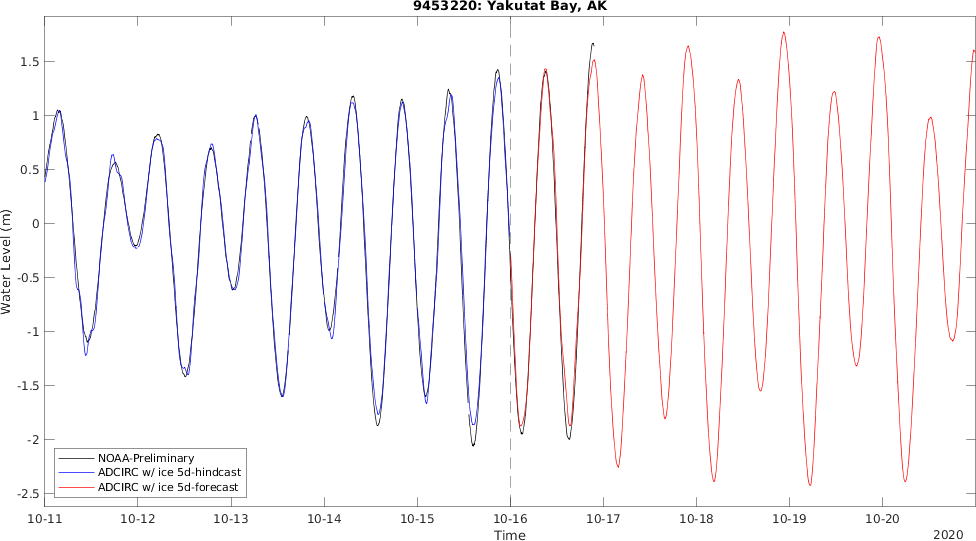 9453220: Yakutat Bay, AK
Water Level (m)
1.5
1
0.5
0
-0.5
-1
-1.5
-2
-2.5
NOAA-Preliminary
ADCIRC w/ ice 5d-hindcast
ADCIRC w/ ice 5d-forecast
10-11 10-12 10-13 10-14 10-15 10-16 10-17 10-18 10-19 10-20
Time
2020